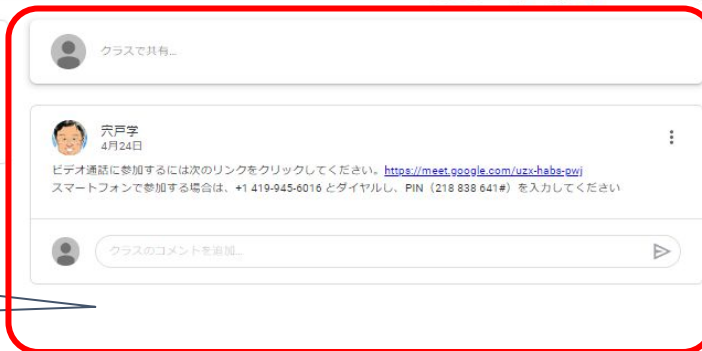 クラスで共有...
宍戸学
4月24日
ビデオ通話に参加するには次のリンクをクリックしてください。https://meet.google.com/uzx-habs-pwj
スマートフォンで参加する場合は、+1 419-945-6016 とダイヤルし、PIN（218 838 641#）を入力してください
クラスのコメントを追加...